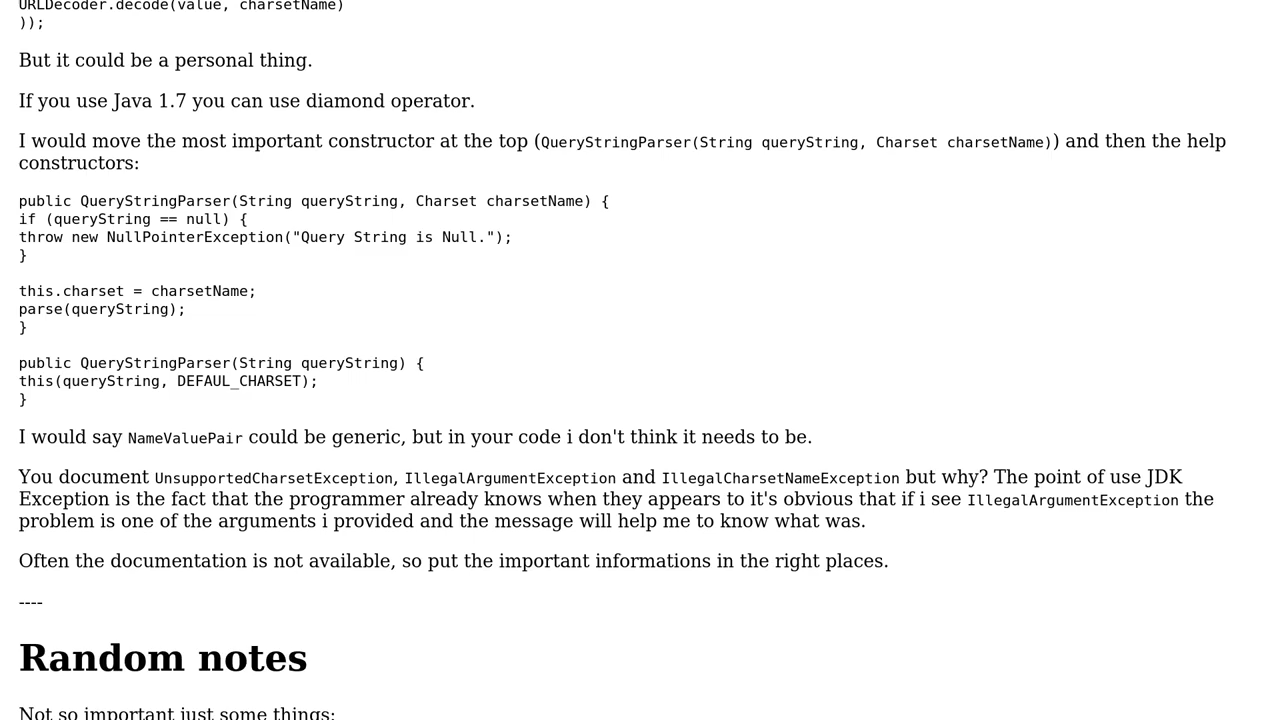 URLDecoder.decode(value, charsetName)
));
But it could be a personal thing.
If you use Java 1.7 you can use diamond operator.
I would move the most important constructor at the top (QueryStringParser(String queryString, Charset charsetName)) and then the help
constructors:
public QueryStringParser(String queryString, Charset charsetName) {
if (queryString == null) {
throw new NullPointerException("Query String is Null.");
}
this.charset = charsetName;
parse(queryString);
}
public QueryStringParser(String queryString) {
this(queryString, DEFAUL_CHARSET);
}
I would say NameValuePair could be generic, but in your code i don't think it needs to be.
You document UnsupportedCharsetException, IllegalArgumentException and IllegalCharsetNameException but why? The point of use JDK
Exception is the fact that the programmer already knows when they appears to it's obvious that if i see IllegalArgumentException the
problem is one of the arguments i provided and the message will help me to know what was.
Often the documentation is not available, so put the important informations in the right places.
----
Random notes
Not so important just some things: